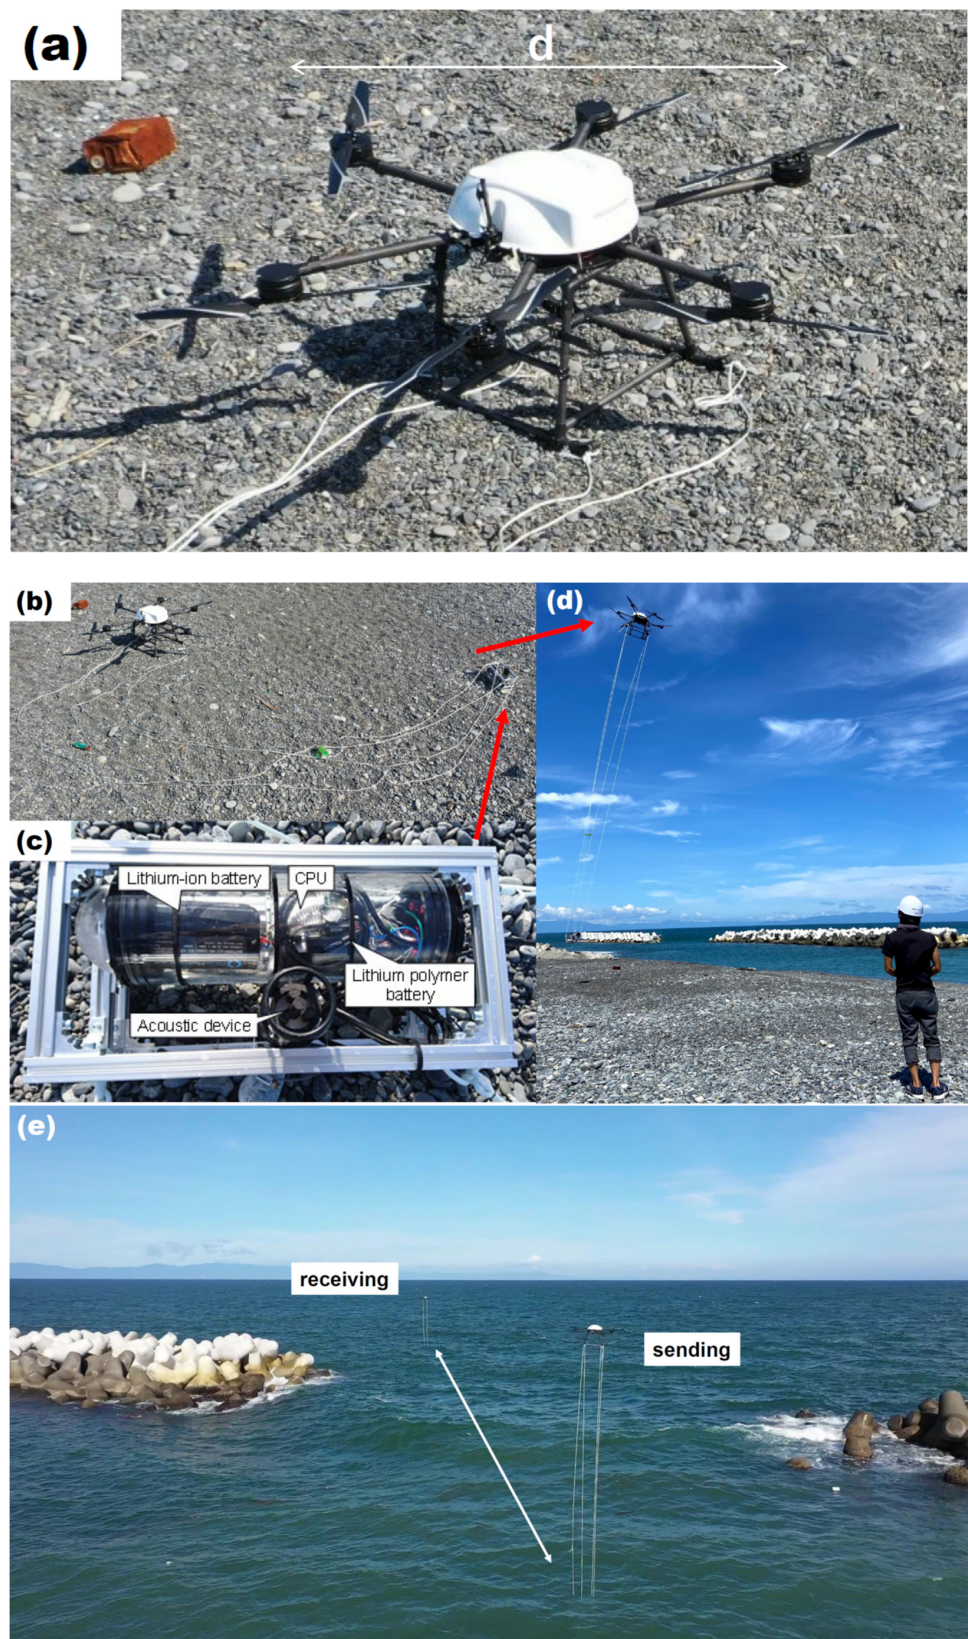 (a)
d
(b)
(d)
(c)
Lithium-ion battery
CPU
Lithium polymer
battery
Acoustic device
(e)
receiving
sending